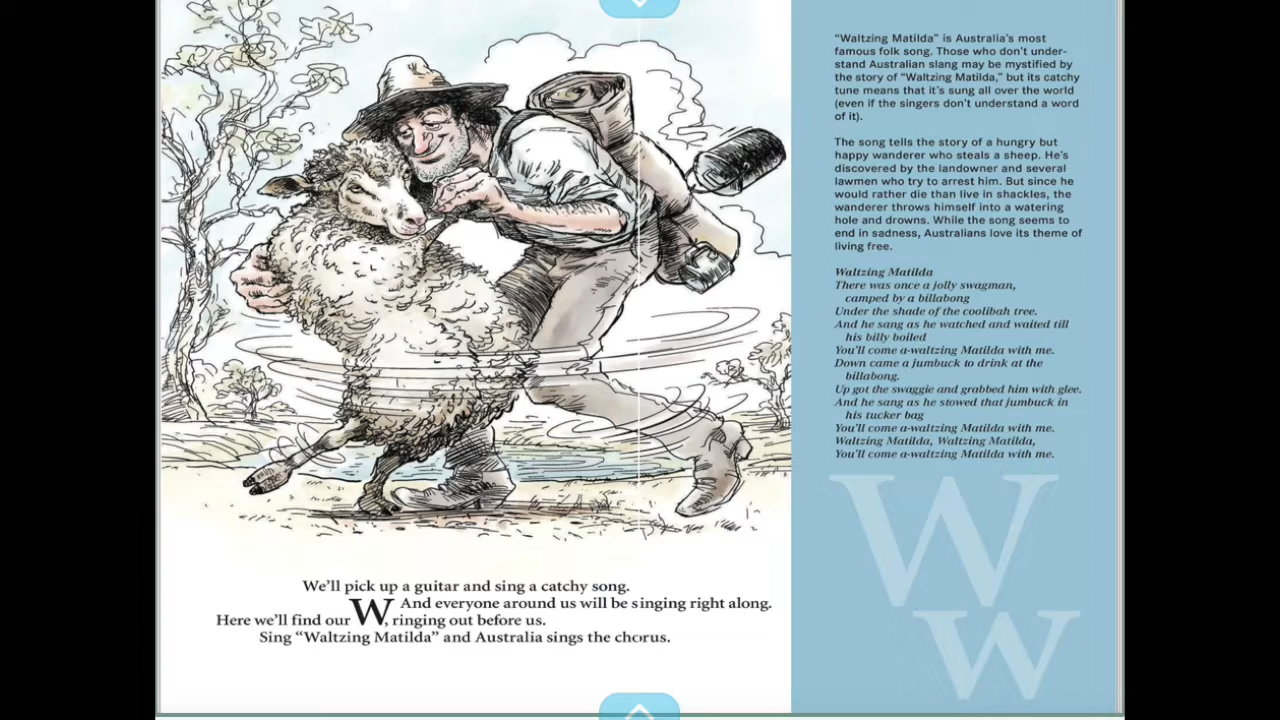 We'll pick up a guitar and sing a catchy song.
And everyone around us will be singing right along.
Here we'll find our W, ringing out before us.
Sing “Waltzing Matilda” and Australia sings the chorus.
“Waltzing Matilda” is Australia's most
famous folk song. Those who don't under-
stand Australian slang may be mystified by
the story of “Waltzing Matilda,” but its catchy
tune means that it's sung all over the world
(even if the singers don't understand a word
of it).
The song tells the story of a hungry but
happy wanderer who steals a sheep. He's
discovered by the landowner and several
lawmen who try to arrest him. But since he
would rather die than live in shackles, the
wanderer throws himself into a watering
hole and drowns. While the song seems to
end in sadness, Australians love its theme of
living free.
Waltzing Matilda
There was once a jolly swagman,
camped by a billabong
Under the shade of the coolibah tree.
And he sang as he watched and waited till
his billy boiled
You'll come a-waltzing Matilda with me.
Down came a jumbuck to drink at the
billabong.
Up got the swaggie and grabbed him with glee.
And he sang as he stowed that jumbuck in
his tucker bag
You'll come a-waltzing Matilda with me.
Waltzing Matilda, Waltzing Matilda,
You'll come a-waltzing Matilda with me.
W
w